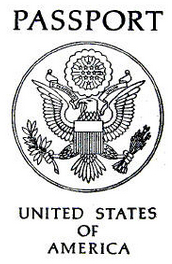 PASSPORT
UNITED STATES
OF
AMERICA